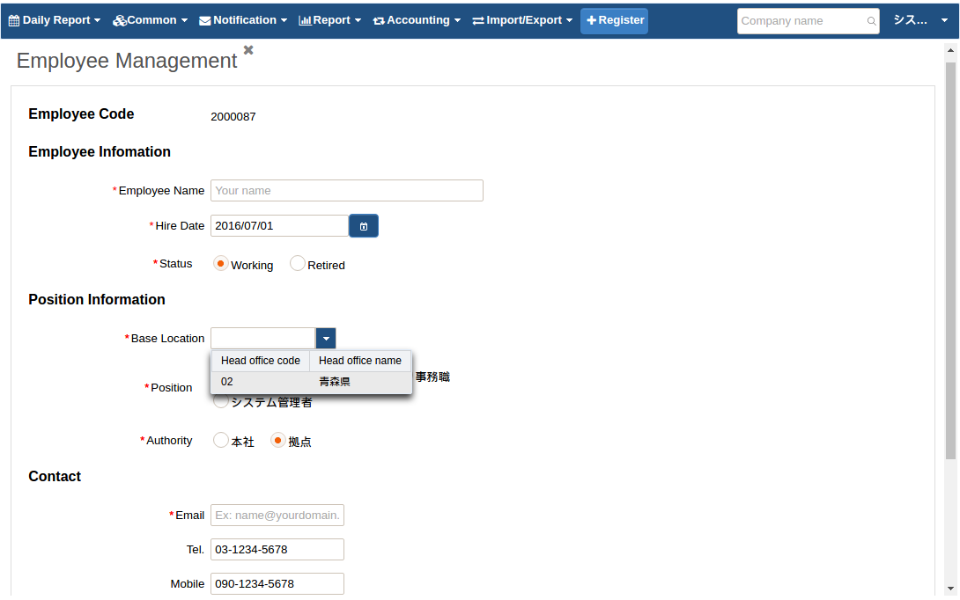 Daily Report Common Notification Report Accounting Import/Export Register Company name シス...
Employee Management
Employee Code 2000087
Employee Infomation
*Employee Name Your name
*Hire Date 2016/07/01
*Status Working Retired
Position Information
*Base Location
Head office code Head office name
02 青森県
*Position 事務職
システム管理者
*Authority 本社 拠点
Contact
*Email Ex: name@yourdomain.
Tel. 03-1234-5678
Mobile 090-1234-5678